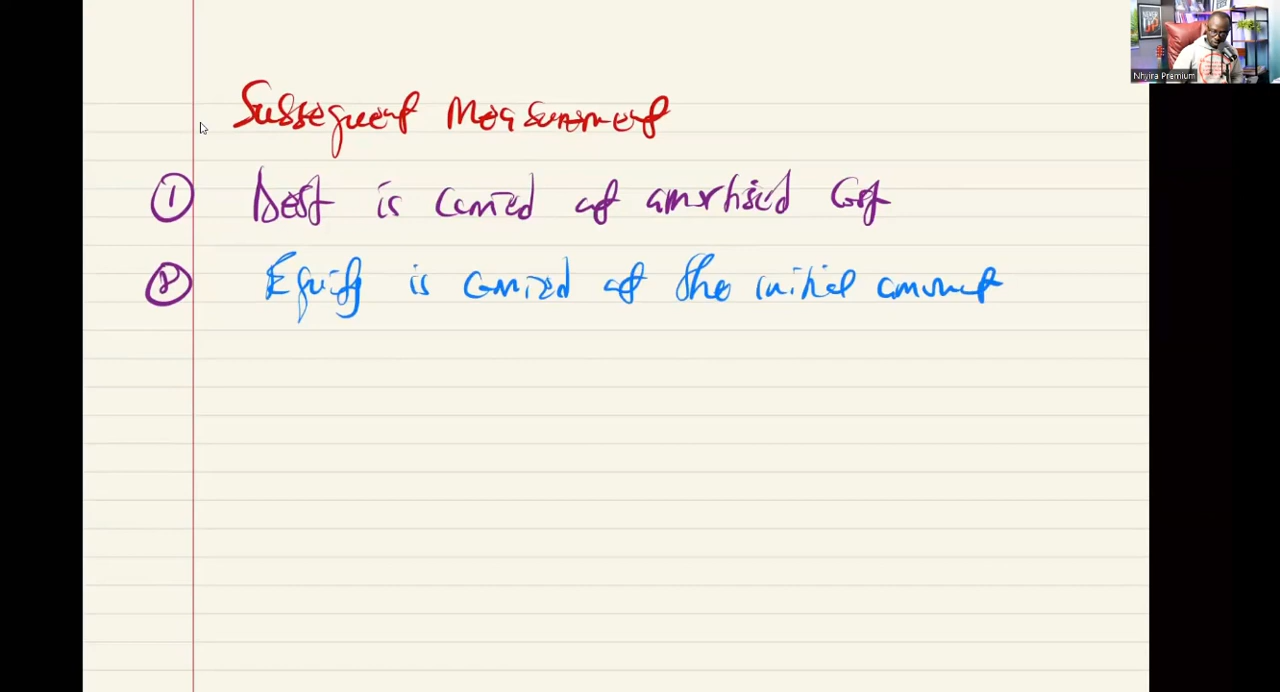 Subsequent Measurement
① Debt is carried at amortised Cost
② Equity is carried at the initial amount
Nhyira Premium